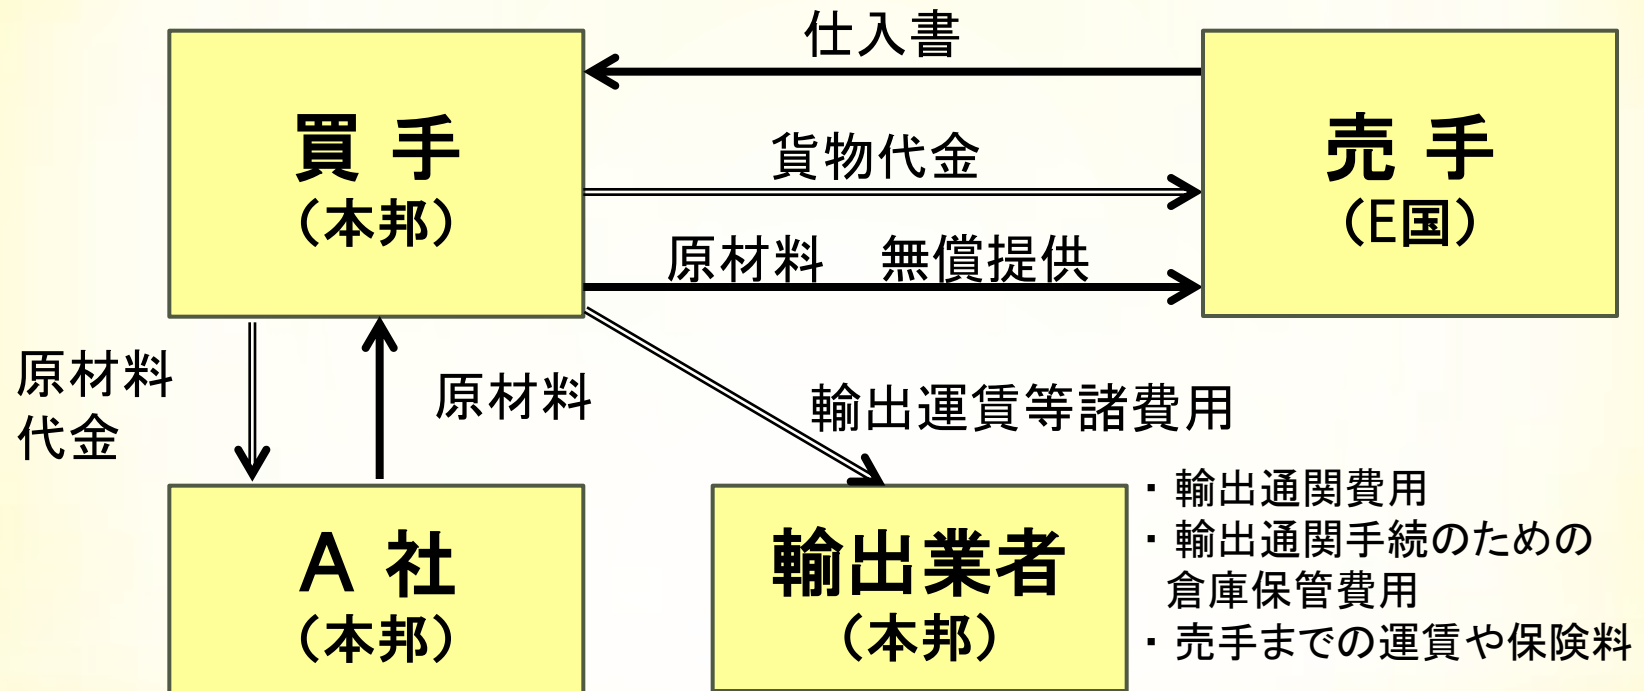 仕入書
買 手
（本邦）
貨物代金
売 手
（E国）
原材料　無償提供
原材料
代金
原材料
輸出運賃等諸費用
A 社
（本邦）
輸出業者
（本邦）
・ 輸出通関費用
・ 輸出通関手続のための
倉庫保管費用
・ 売手までの運賃や保険料